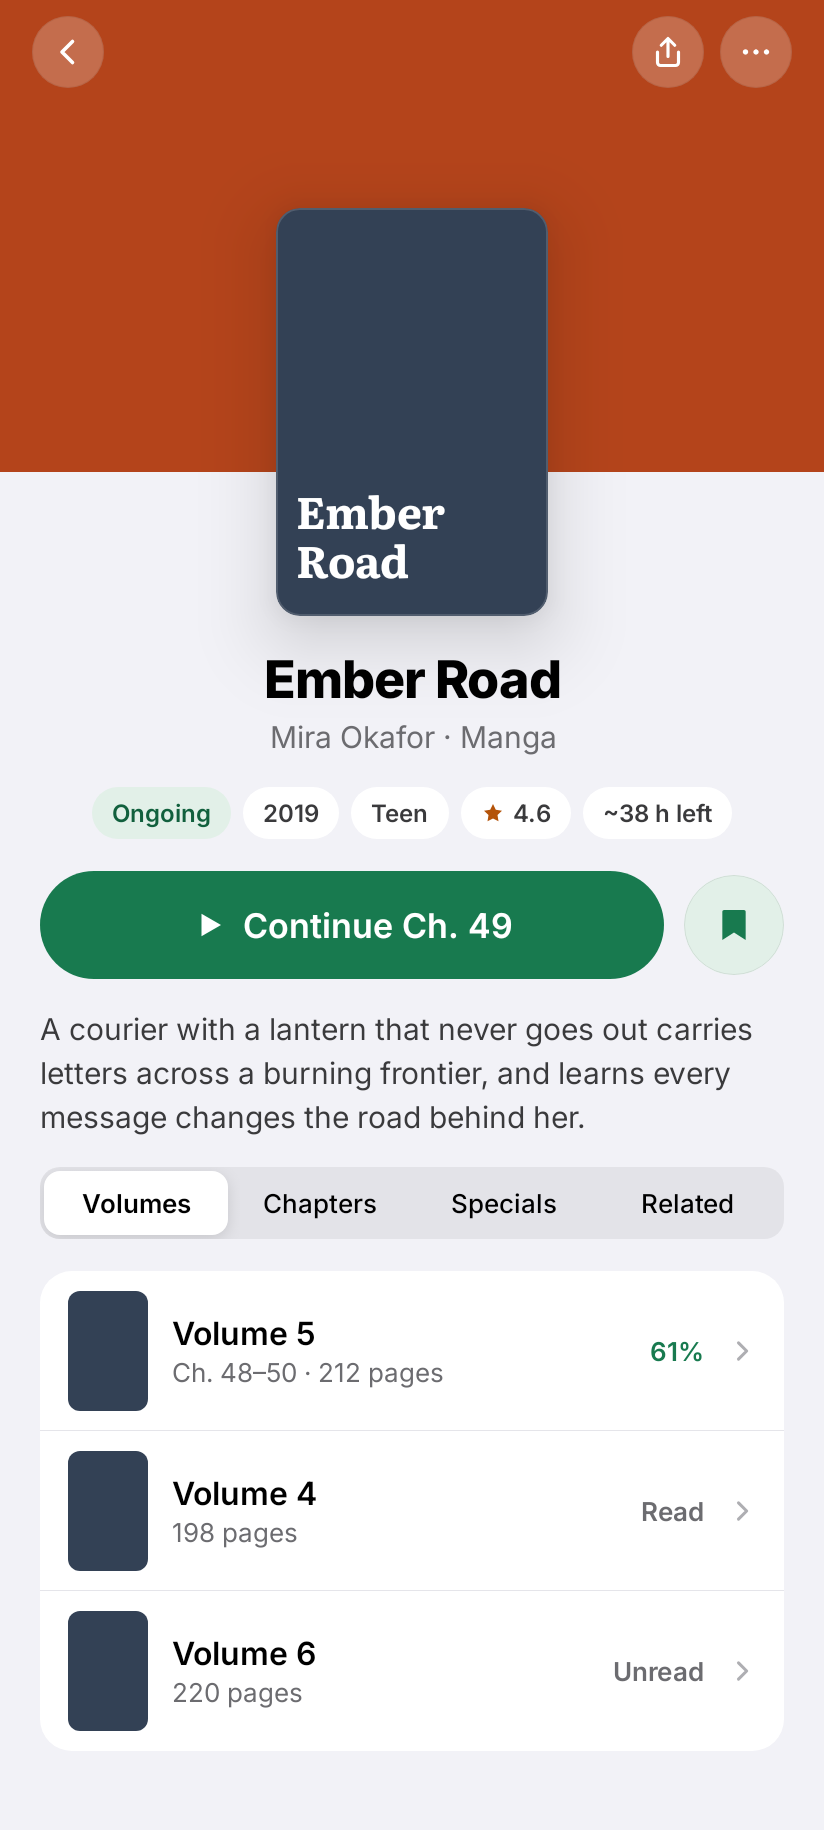 Ember
Road
Ember Road
Mira Okafor · Manga
Ongoing 2019 Teen ★ 4.6 ~38 h left
Continue Ch. 49
A courier with a lantern that never goes out carries
letters across a burning frontier, and learns every
message changes the road behind her.
Volumes Chapters Specials Related
Volume 5
Ch. 48–50 · 212 pages
61%
Volume 4
198 pages
Read
Volume 6
220 pages
Unread